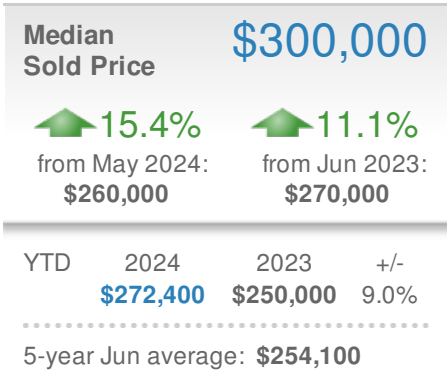 Median $300,000
Sold Price
15.4% 11.1%
from May 2024: from Jun 2023:
$260,000 $270,000
YTD 2024 2023 +/-
$272,400 $250,000 9.0%
5-year Jun average: $254,100